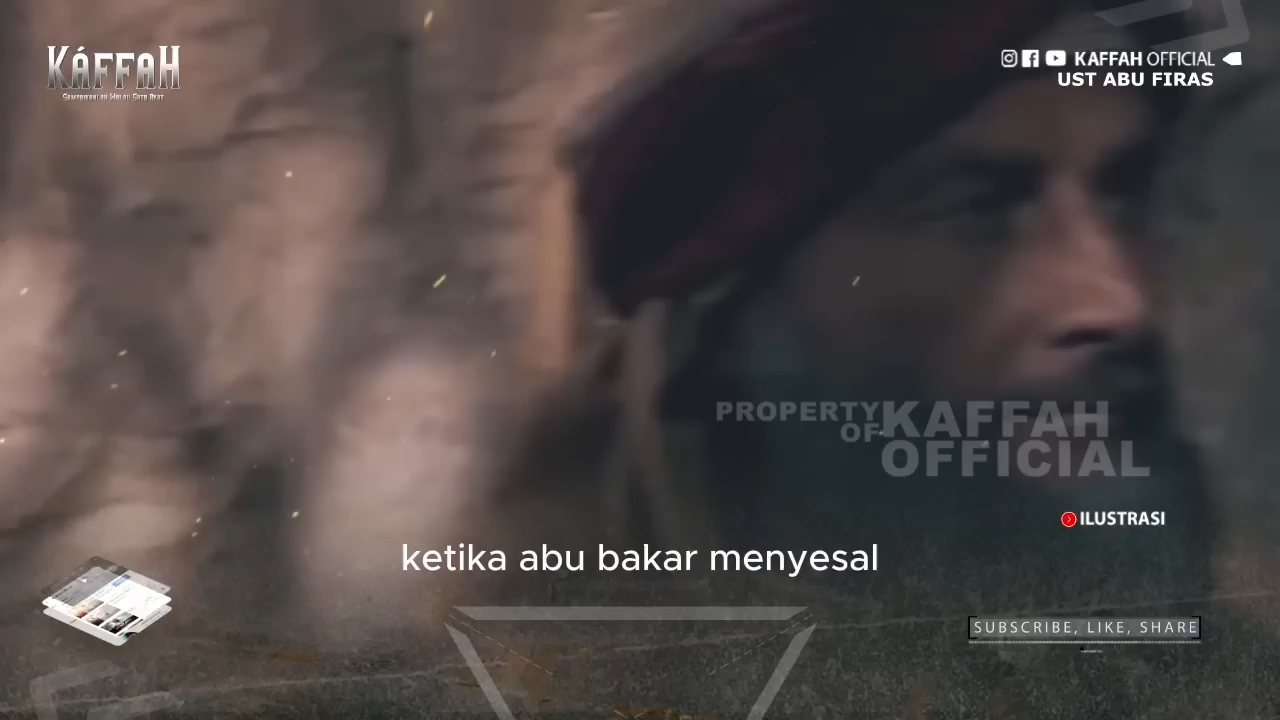 KÁFFAH
KAFFAH OFFICIAL
UST ABU FIRAS
PROPERTY
OF
KAFFAH
OFFICIAL
ILUSTRASI
ketika abu bakar menyesal
SUBSCRIBE, LIKE, SHARE